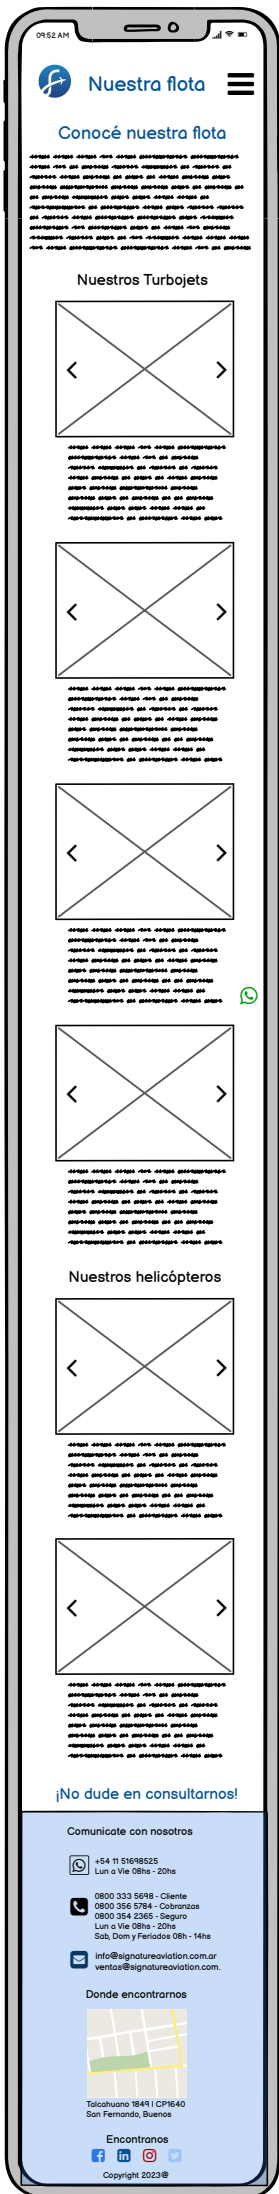 09:52 AM
Nuestra flota
Conocé nuestra flota
Nuestros Turbojets
Nuestros helicópteros
¡No dude en consultarnos!
Comunicate con nosotros
+54 11 51698525
Lun a Vie 08hs - 20hs
0800 333 5698 - Cliente
0800 356 5784 - Cobranzas
0800 354 2365 - Seguro
Lun a Vie 08hs - 20hs
Sab, Dom y Feriados 08h - 14hs
info@signatureaviation.com.ar
ventas@signatureaviation.com.
Donde encontrarnos
Talcahuano 1849 | CP1640
San Fernando, Buenos
Encontranos
Copyright 2023@